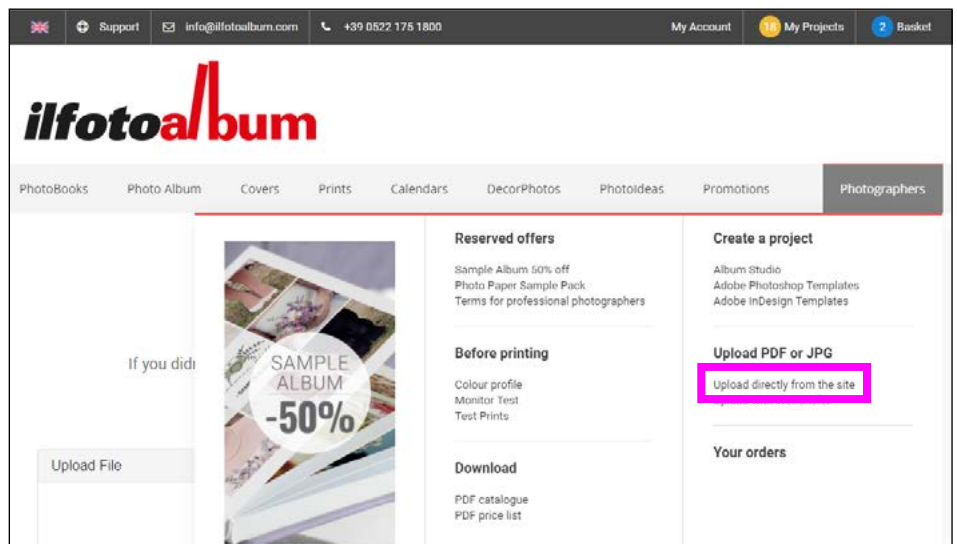 Support info@ilfotoalbum.com +39 0522 175 1800 My Account 18 My Projects 2 Basket
ilfotoalbum
PhotoBooks Photo Album Covers Prints Calendars DecorPhotos PhotoIdeas Promotions Photographers
If you didn
Upload File
SAMPLE
ALBUM
-50%
Reserved offers
Sample Album 50% off
Photo Paper Sample Pack
Terms for professional photographers
Before printing
Colour profile
Monitor Test
Test Prints
Download
PDF catalogue
PDF price list
Create a project
Album Studio
Adobe Photoshop Templates
Adobe InDesign Templates
Upload PDF or JPG
Upload directly from the site
Your orders